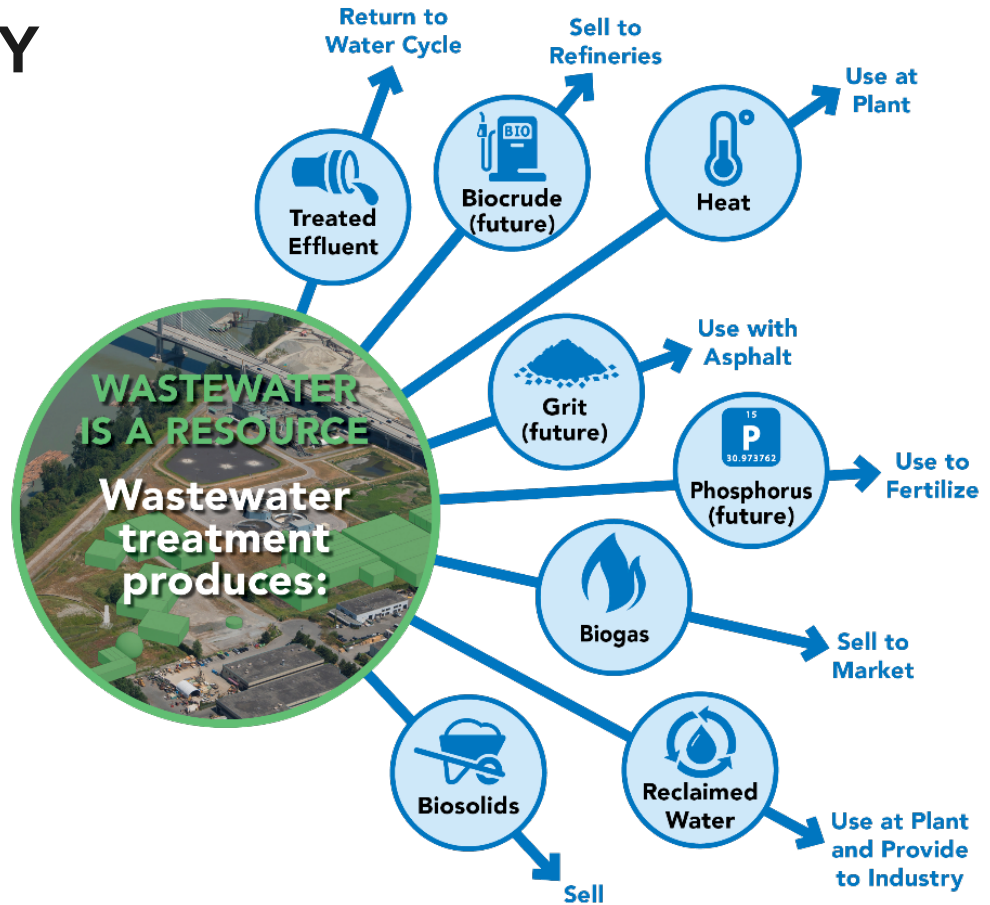 Y
Return to
Water Cycle
Sell to
Refineries
Use at
Plant
Treated
Effluent
BIO
Biocrude
(future)
Heat
WASTEWATER
IS A RESOURCE
Wastewater
treatment
produces:
Grit
(future)
Use with
Asphalt
15
P
30.973762
Phosphorus
(future)
Use to
Fertilize
Biogas
Sell to
Market
Biosolids
Sell
Reclaimed
Water
Use at Plant
and Provide
to Industry